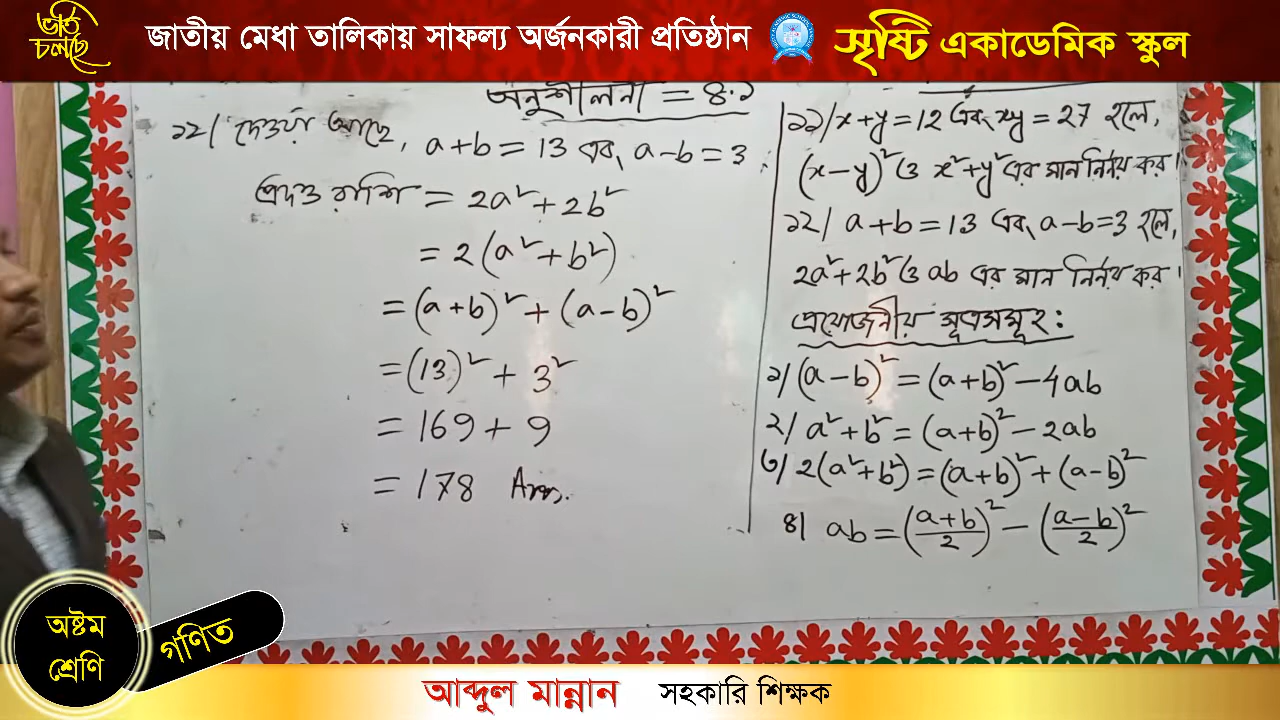 ভর্তি চলছে
জাতীয় মেধা তালিকায় সাফল্য অর্জনকারী প্রতিষ্ঠান
সৃষ্টি একাডেমিক স্কুল
অনুশীলনী = ৪.১
১২/ দেওয়া আছে, a+b = 13 এবং a-b = 3
প্রদত্ত রাশি = 2a² + 2b²
= 2(a² + b²)
= (a+b)² + (a-b)²
= (13)² + 3²
= 169 + 9
= 178 Ans.
১১/ x+y = 12 এবং xy = 27 হলে,
(x-y)² ও x²+y² এর মান নির্ণয় কর।
১২/ a+b = 13 এবং a-b = 3 হলে,
2a²+2b² ও ab এর মান নির্ণয় কর।
প্রয়োজনীয় সূত্রসমূহ:
১/ (a-b)² = (a+b)² - 4ab
২/ a²+b² = (a+b)² - 2ab
৩/ 2(a²+b²) = (a+b)² + (a-b)²
৪/ ab = ((a+b)/2)² - ((a-b)/2)²
অষ্টম
শ্রেণি
গণিত
আব্দুল মান্নান সহকারি শিক্ষক